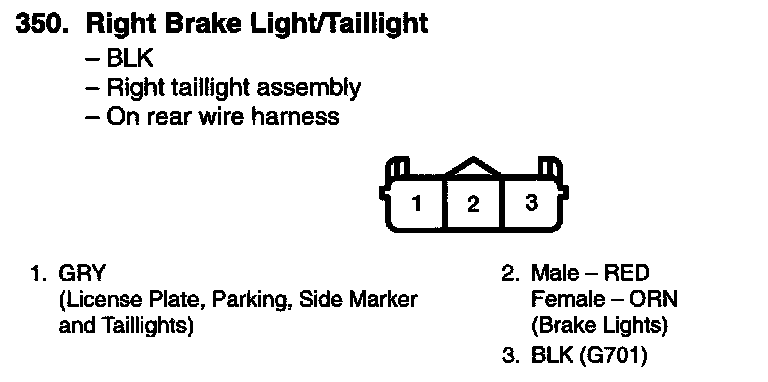 350. Right Brake Light/Taillight
– BLK
– Right taillight assembly
– On rear wire harness
1 2 3
1. GRY
(License Plate, Parking, Side Marker
and Taillights)
2. Male – RED
Female – ORN
(Brake Lights)
3. BLK (G701)